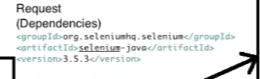 Request
(Dependencies)
<groupId>org.seleniumhq.selenium</groupId>
<artifactId>selenium-java</artifactId>
<version>3.5.3</version>